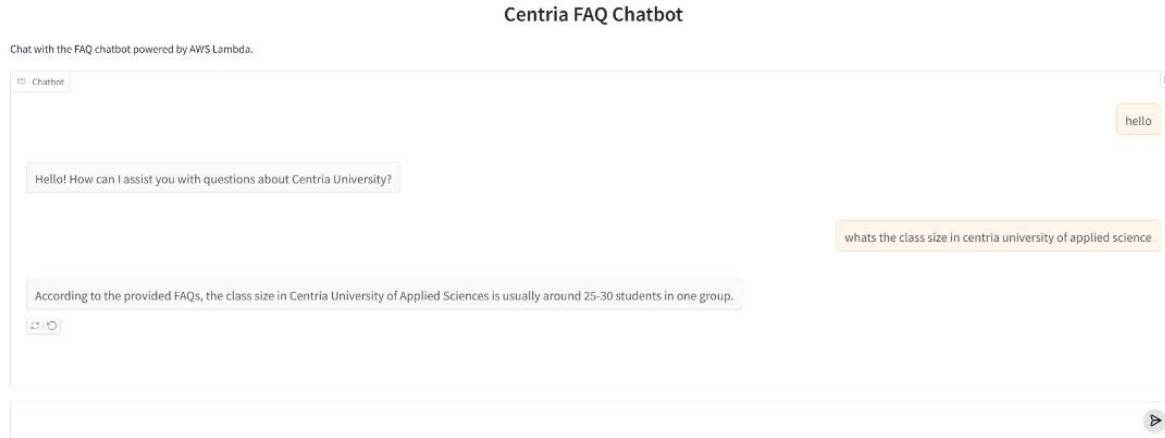 Centria FAQ Chatbot
Chat with the FAQ chatbot powered by AWS Lambda.
Chatbot
hello
Hello! How can I assist you with questions about Centria University?
whats the class size in centria university of applied science
According to the provided FAQs, the class size in Centria University of Applied Sciences is usually around 25-30 students in one group.